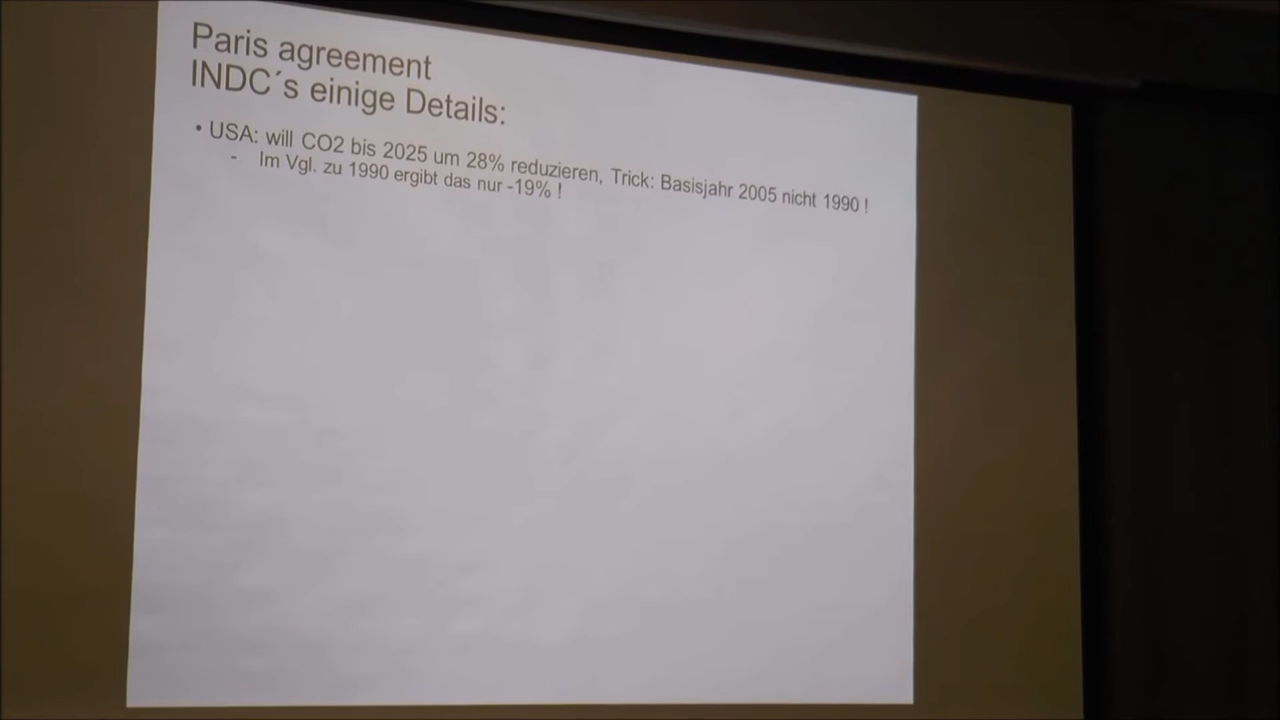 Paris agreement
INDC´s einige Details:
• USA: will CO2 bis 2025 um 28% reduzieren, Trick: Basisjahr 2005 nicht 1990 !
- Im Vgl. zu 1990 ergibt das nur -19% !